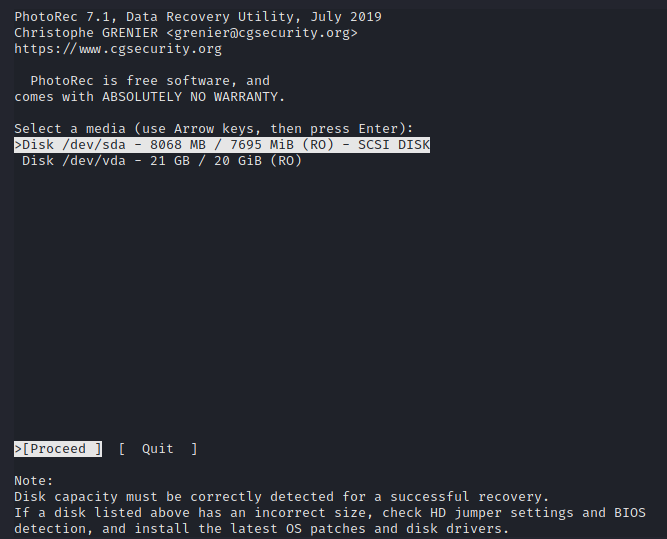 PhotoRec 7.1, Data Recovery Utility, July 2019
Christophe GRENIER <grenier@cgsecurity.org>
https://www.cgsecurity.org
PhotoRec is free software, and
comes with ABSOLUTELY NO WARRANTY.
Select a media (use Arrow keys, then press Enter):
>Disk /dev/sda - 8068 MB / 7695 MiB (RO) - SCSI DISK
Disk /dev/vda - 21 GB / 20 GiB (RO)
>[Proceed ]  [  Quit  ]
Note:
Disk capacity must be correctly detected for a successful recovery.
If a disk listed above has an incorrect size, check HD jumper settings and BIOS
detection, and install the latest OS patches and disk drivers.